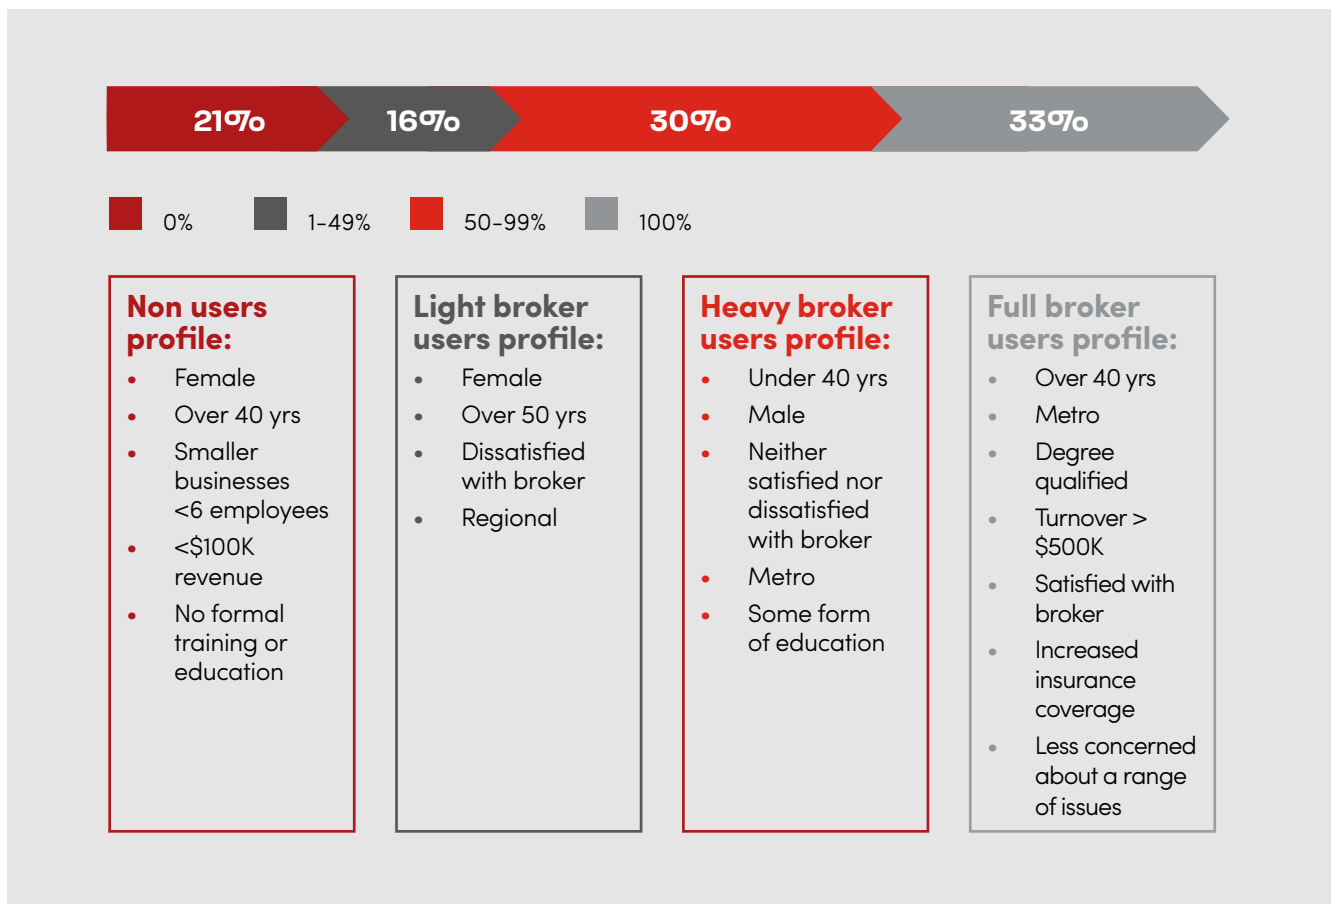 21%
16%
30%
33%
0%
1-49%
50-99%
100%
Non users
profile:
• Female
• Over 40 yrs
• Smaller
businesses
<6 employees
• <$100K
revenue
• No formal
training or
education
Light broker
users profile:
• Female
• Over 50 yrs
• Dissatisfied
with broker
• Regional
Heavy broker
users profile:
• Under 40 yrs
• Male
• Neither
satisfied nor
dissatisfied
with broker
• Metro
• Some form
of education
Full broker
users profile:
• Over 40 yrs
• Metro
• Degree
qualified
• Turnover >
$500K
• Satisfied with
broker
• Increased
insurance
coverage
• Less concerned
about a range
of issues